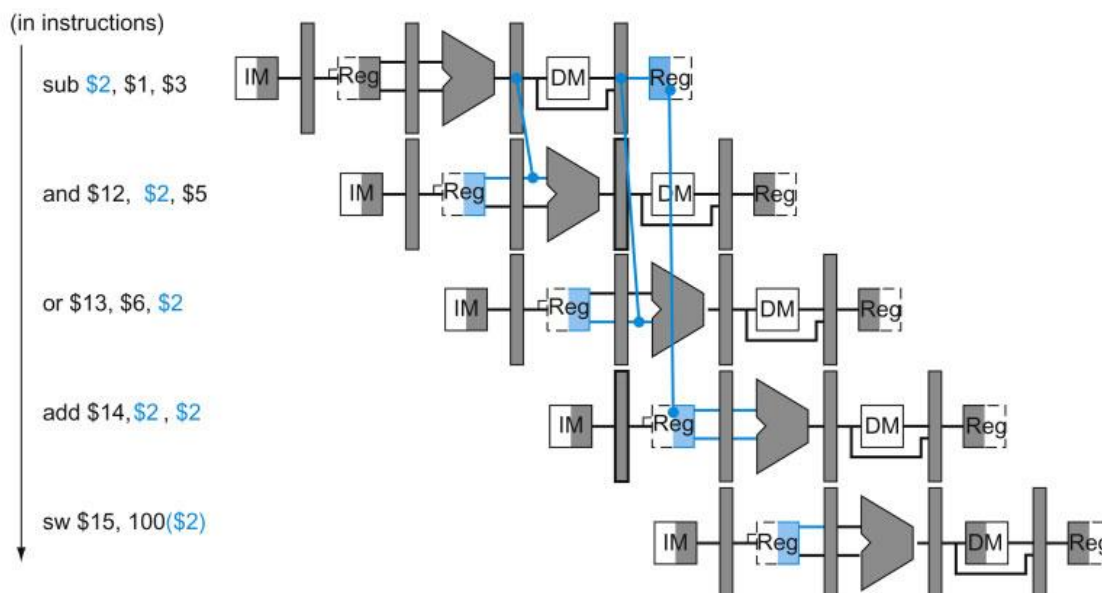 (in instructions)
sub $2, $1, $3
IM Reg DM Reg
and $12, $2, $5
IM Reg DM Reg
or $13, $6, $2
IM Reg DM Reg
add $14,$2 , $2
IM Reg DM Reg
sw $15, 100($2)
IM Reg DM Reg